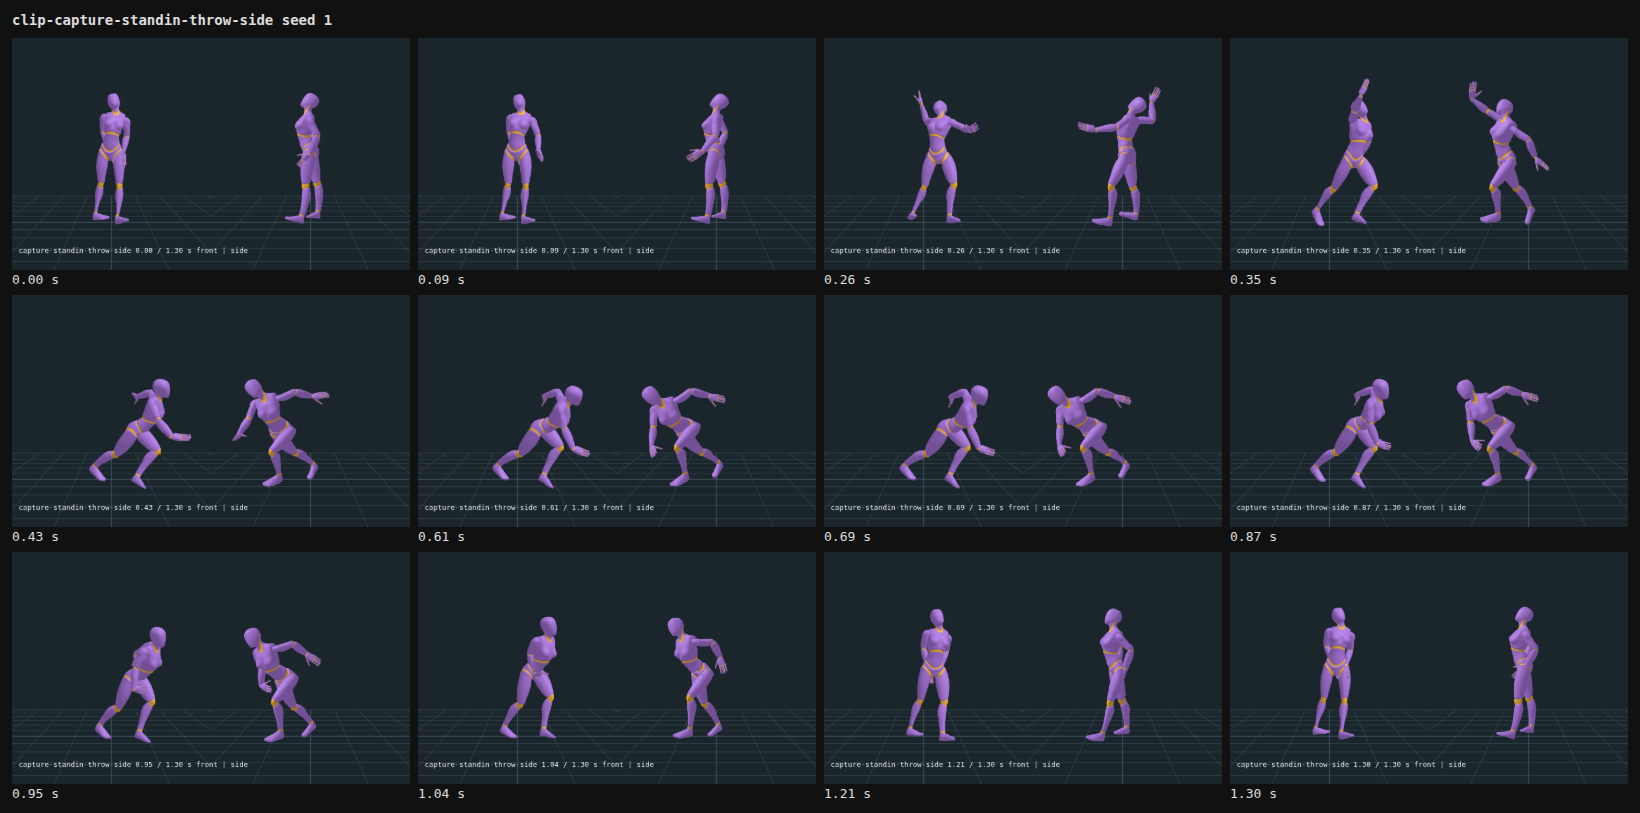 clip-capture-standin-throw-side seed 1
capture-standin-throw-side 0.00 / 1.30 s front | side
capture-standin-throw-side 0.09 / 1.30 s front | side
capture-standin-throw-side 0.26 / 1.30 s front | side
capture-standin-throw-side 0.35 / 1.30 s front | side
0.00 s
0.09 s
0.26 s
0.35 s
capture-standin-throw-side 0.43 / 1.30 s front | side
capture-standin-throw-side 0.61 / 1.30 s front | side
capture-standin-throw-side 0.69 / 1.30 s front | side
capture-standin-throw-side 0.87 / 1.30 s front | side
0.43 s
0.61 s
0.69 s
0.87 s
capture-standin-throw-side 0.95 / 1.30 s front | side
capture-standin-throw-side 1.04 / 1.30 s front | side
capture-standin-throw-side 1.21 / 1.30 s front | side
capture-standin-throw-side 1.30 / 1.30 s front | side
0.95 s
1.04 s
1.21 s
1.30 s